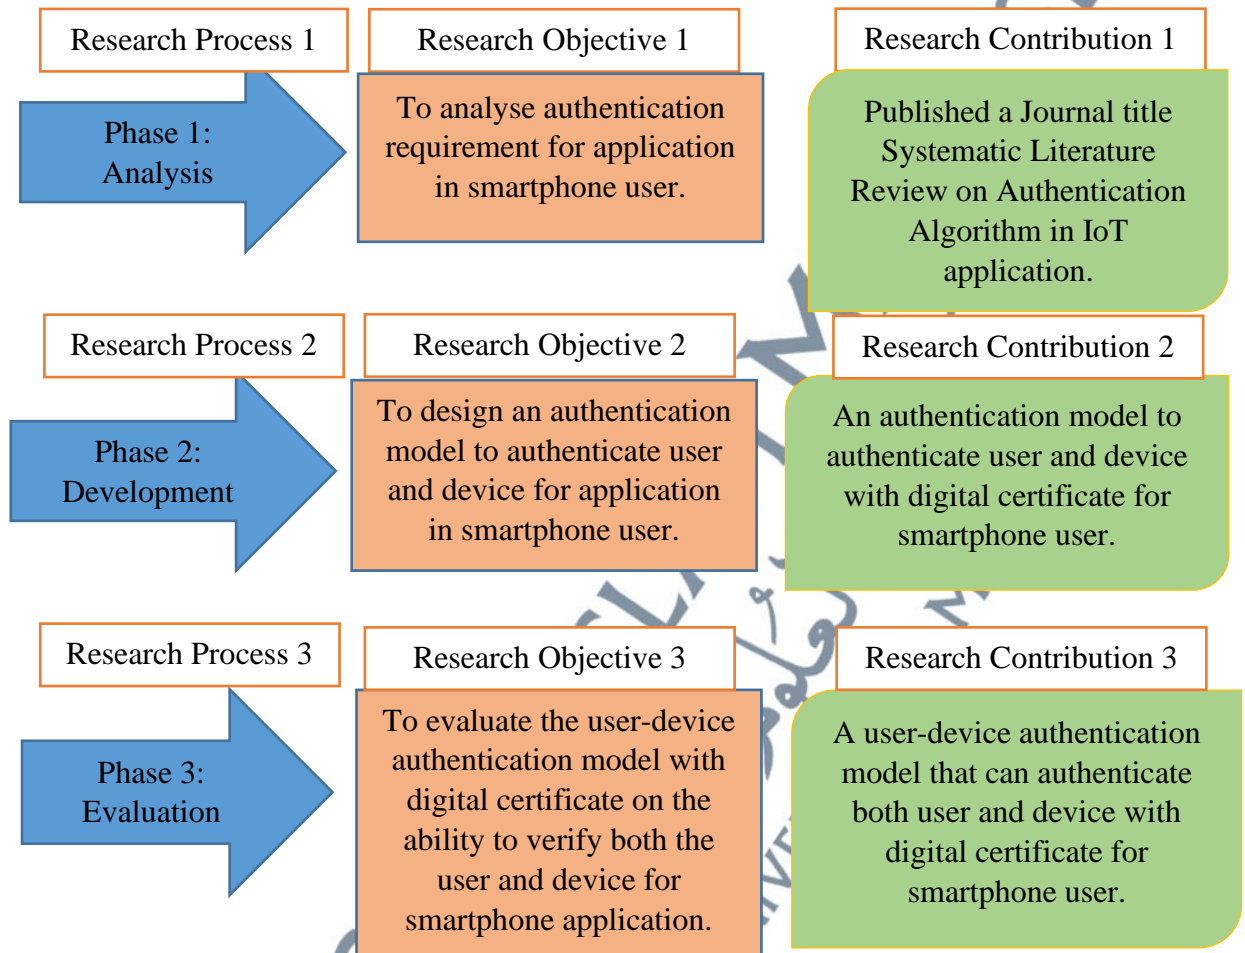 Research Process 1
Research Objective 1
Research Contribution 1
Phase 1:
Analysis
To analyse authentication
requirement for application
in smartphone user.
Published a Journal title
Systematic Literature
Review on Authentication
Algorithm in IoT
application.
Research Process 2
Research Objective 2
Research Contribution 2
Phase 2:
Development
To design an authentication
model to authenticate user
and device for application
in smartphone user.
An authentication model to
authenticate user and device
with digital certificate for
smartphone user.
Research Process 3
Research Objective 3
Research Contribution 3
Phase 3:
Evaluation
To evaluate the user-device
authentication model with
digital certificate on the
ability to verify both the
user and device for
smartphone application.
A user-device authentication
model that can authenticate
both user and device with
digital certificate for
smartphone user.